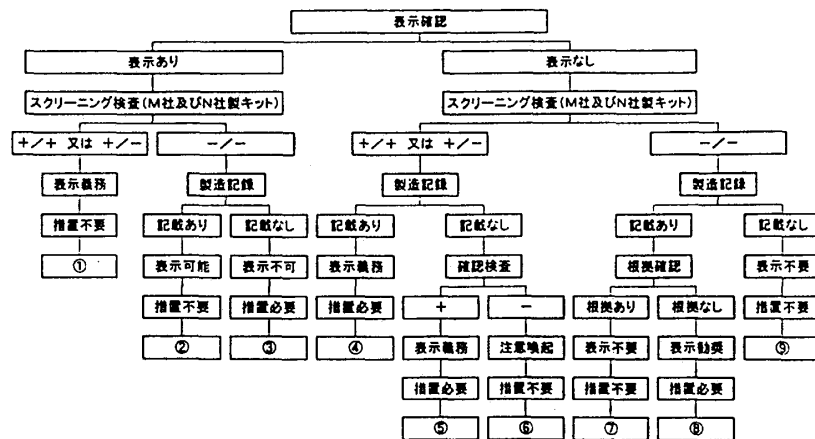 表示確認
表示あり 表示なし
スクリーニング検査(M社及びN社製キット) スクリーニング検査(M社及びN社製キット)
+/+ 又は +/- -/- +/+ 又は +/- -/-
表示義務 製造記録 製造記録 製造記録
措置不要 記載あり 記載なし 記載あり 記載なし 記載あり 記載なし
① 表示可能 表示不可 表示義務 確認検査 根拠確認 表示不要
措置不要 措置必要 措置必要 + - 根拠あり 根拠なし 措置不要
② ③ ④ 表示義務 注意喚起 表示不要 表示勧奨 ⑨
措置必要 措置不要 措置不要 措置必要
⑤ ⑥ ⑦ ⑧